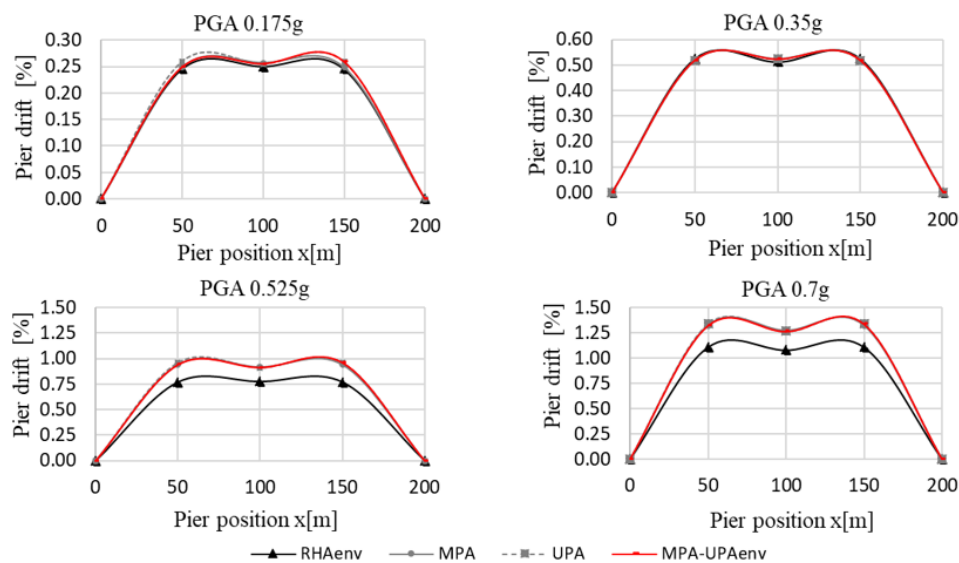 PGA 0.175g
Pier drift [%]
0.30
0.25
0.20
0.15
0.10
0.05
0.00
0 50 100 150 200
Pier position x[m]
PGA 0.35g
Pier drift [%]
0.60
0.50
0.40
0.30
0.20
0.10
0.00
0 50 100 150 200
Pier position x[m]
PGA 0.525g
Pier drift [%]
1.50
1.25
1.00
0.75
0.50
0.25
0.00
0 50 100 150 200
Pier position x[m]
PGA 0.7g
Pier drift [%]
1.50
1.25
1.00
0.75
0.50
0.25
0.00
0 50 100 150 200
Pier position x[m]
RHAenv MPA UPA MPA-UPAenv